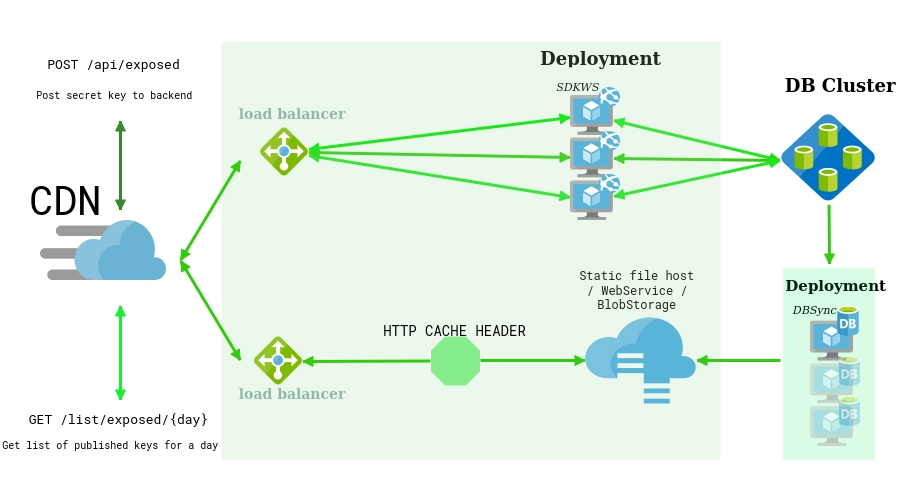 POST /api/exposed
Post secret key to backend
CDN
GET /list/exposed/{day}
Get list of published keys for a day
load balancer
Deployment
SDKWS
DB Cluster
Static file host
/ WebService /
BlobStorage
HTTP CACHE HEADER
load balancer
Deployment
DBSync
DB
DB
DB